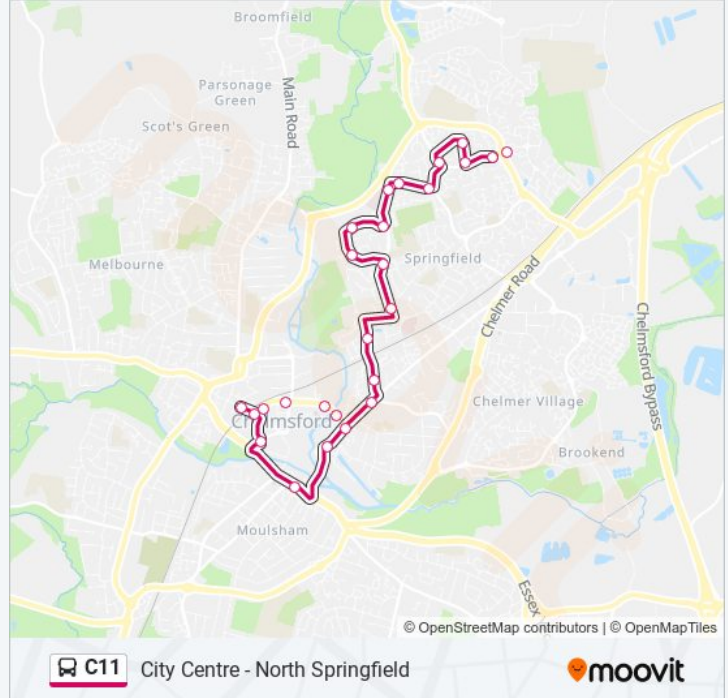 Broomfield
Parsonage
Green
Main Road
Scot's Green
Melbourne
Springfield
Chelmer Road
Chelmsford Bypass
Chelmer Village
Chelmsford
Brookend
Moulsham
Essex
© OpenStreetMap contributors | © OpenMapTiles
C11 City Centre - North Springfield
moovit